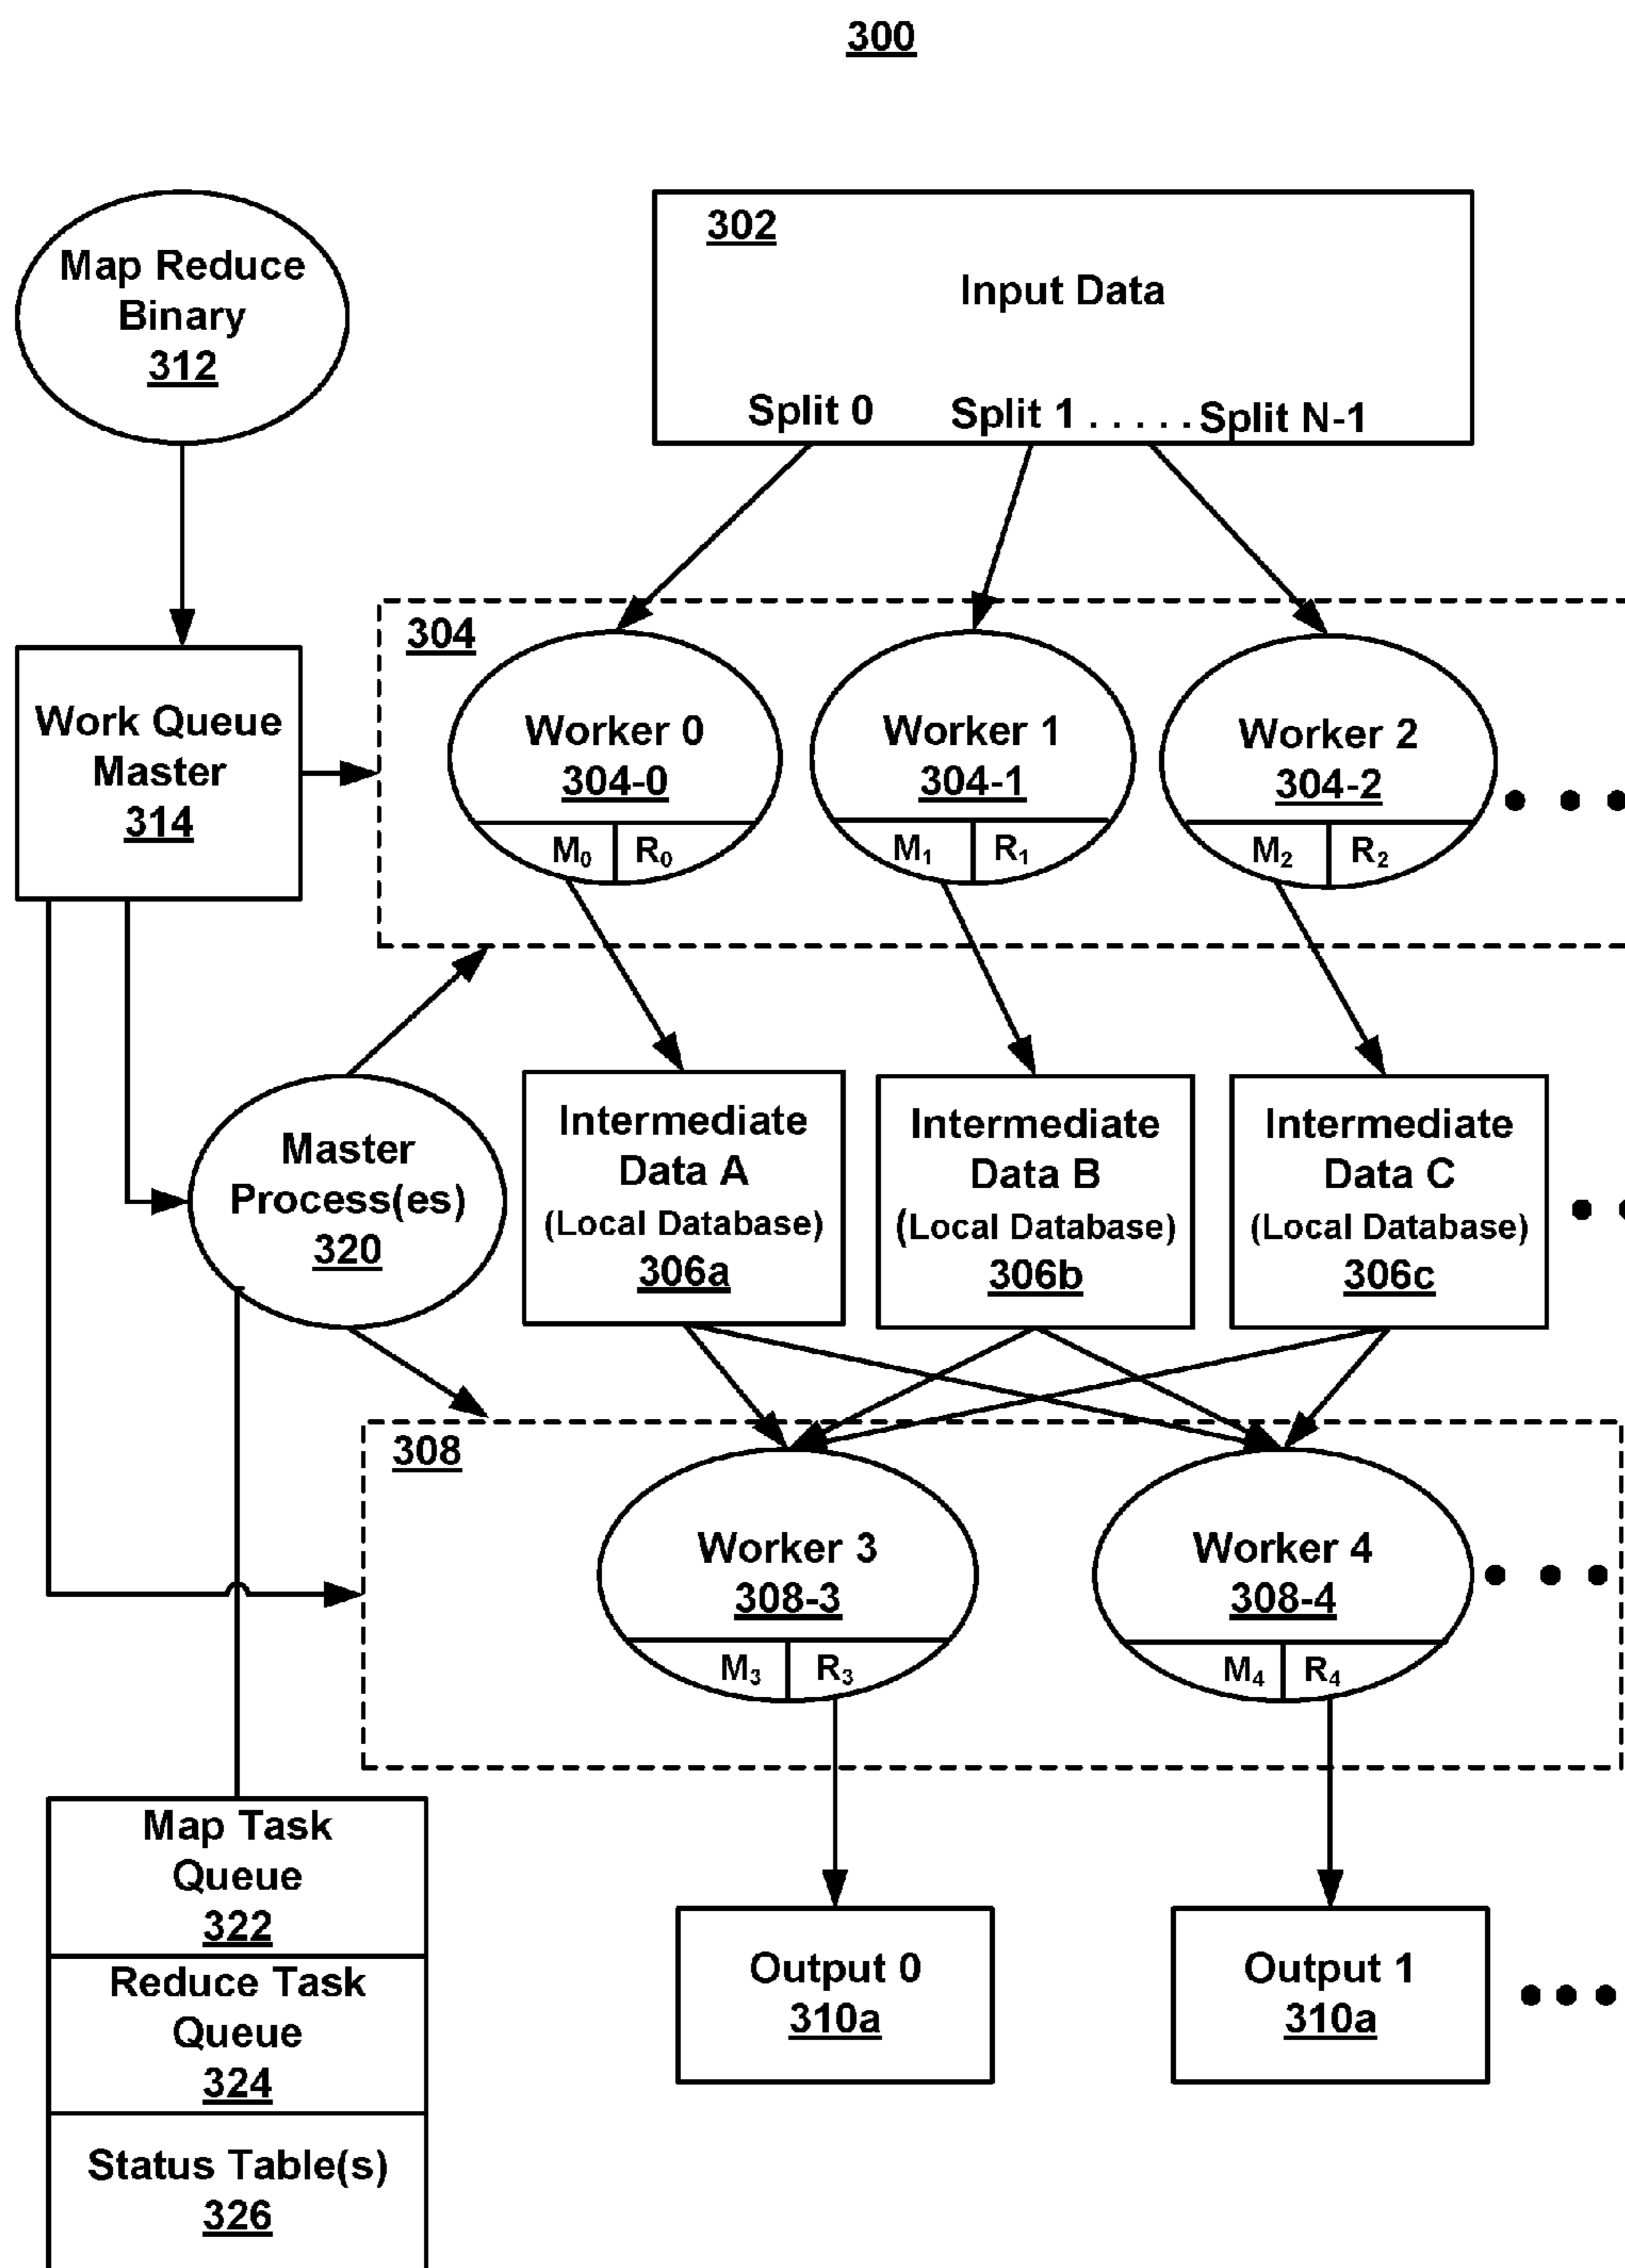 300
Map Reduce
Binary
312
302
Input Data
Split 0 Split 1 . . . . . Split N-1
Work Queue
Master
314
304
Worker 0
304-0
M₀ R₀
Worker 1
304-1
M₁ R₁
Worker 2
304-2
M₂ R₂
Master
Process(es)
320
Intermediate
Data A
(Local Database)
306a
Intermediate
Data B
(Local Database)
306b
Intermediate
Data C
(Local Database)
306c
308
Worker 3
308-3
M₃ R₃
Worker 4
308-4
M₄ R₄
Map Task
Queue
322
Reduce Task
Queue
324
Status Table(s)
326
Output 0
310a
Output 1
310a